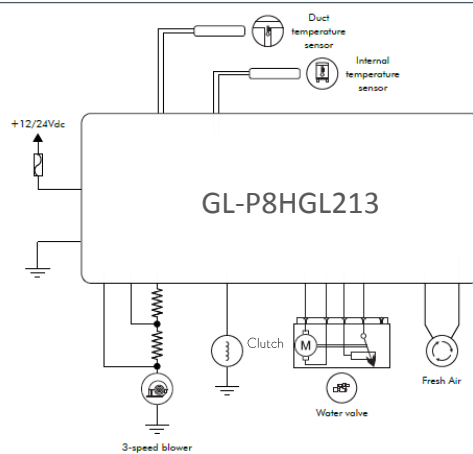 Duct
temperature
sensor
Internal
temperature
sensor
+12/24Vdc
GL-P8HGL213
Clutch
M
Fresh Air
Water valve
3-speed blower